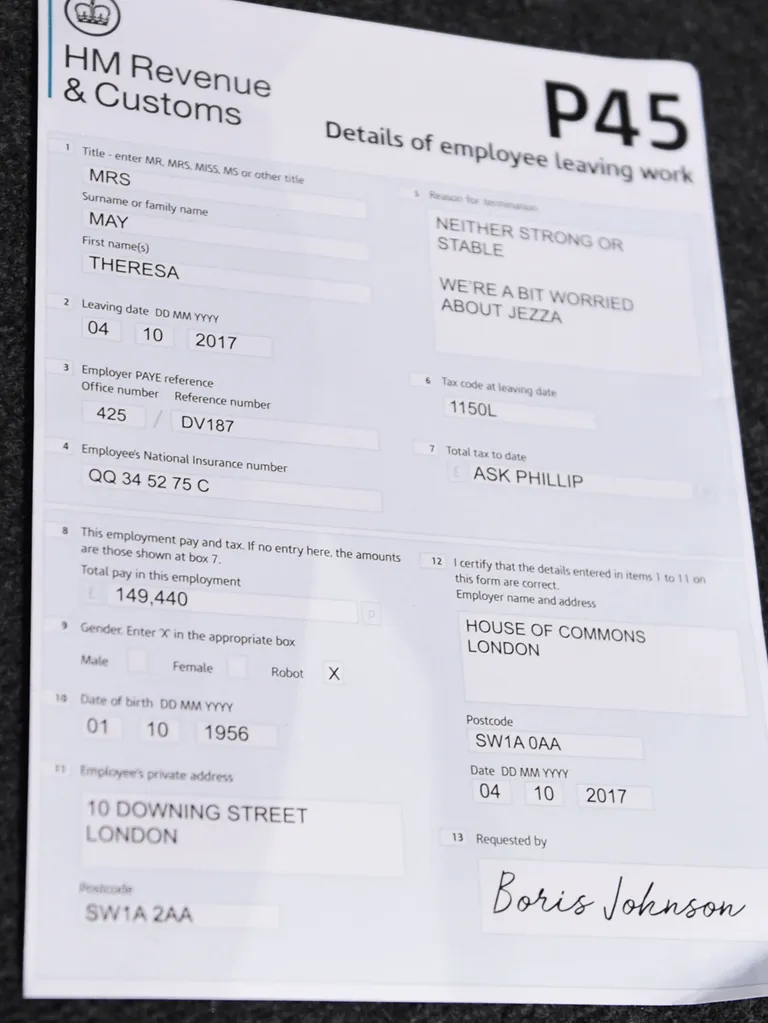 HM Revenue
& Customs
P45
Details of employee leaving work
1 Title - enter MR, MRS, MISS, MS or other title
MRS
Surname or family name
MAY
First name(s)
THERESA
2 Leaving date DD MM YYYY
04 10 2017
3 Employer PAYE reference
Office number Reference number
425 / DV187
4 Employee's National Insurance number
QQ 34 52 75 C
5 Reason for termination
NEITHER STRONG OR
STABLE
WE'RE A BIT WORRIED
ABOUT JEZZA
6 Tax code at leaving date
1150L
7 Total tax to date
£ ASK PHILLIP p
8 This employment pay and tax. If no entry here, the amounts
are those shown at box 7.
Total pay in this employment
£ 149,440 p
9 Gender. Enter 'X' in the appropriate box
Male Female Robot X
10 Date of birth DD MM YYYY
01 10 1956
11 Employee's private address
10 DOWNING STREET
LONDON
Postcode
SW1A 2AA
12 I certify that the details entered in items 1 to 11 on
this form are correct.
Employer name and address
HOUSE OF COMMONS
LONDON
Postcode
SW1A 0AA
Date DD MM YYYY
04 10 2017
13 Requested by
Boris Johnson